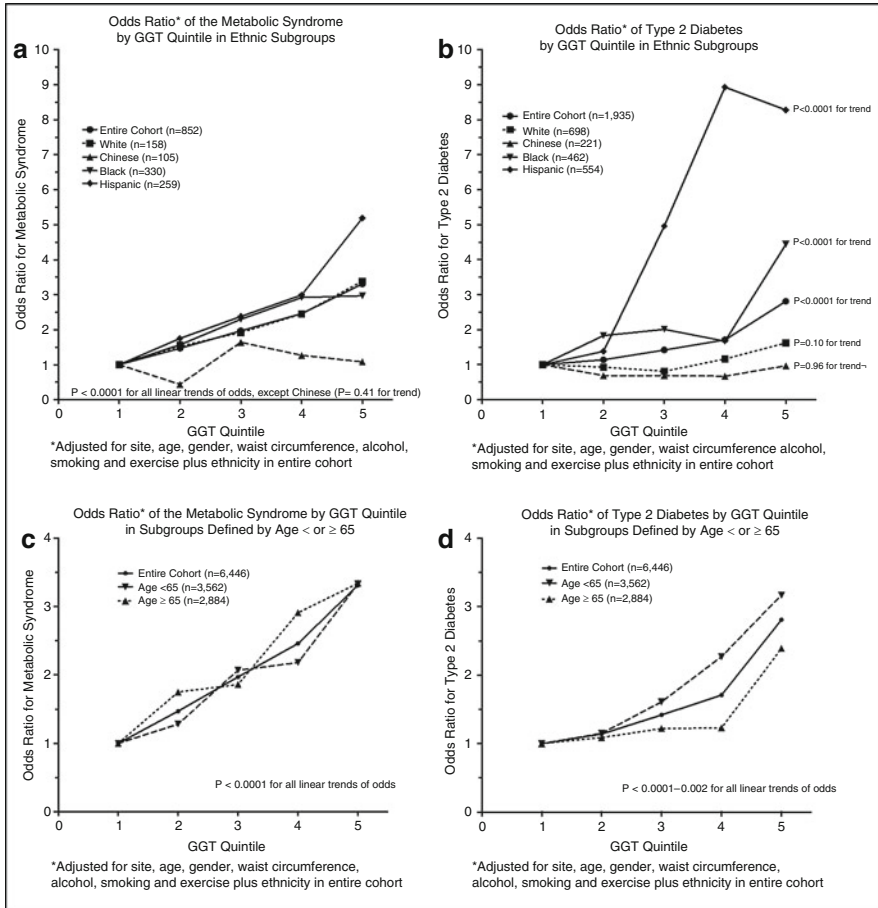 a
Odds Ratio* of the Metabolic Syndrome
by GGT Quintile in Ethnic Subgroups
Odds Ratio for Metabolic Syndrome
10
9
8
7
6
5
4
3
2
1
0
Entire Cohort (n=852)
White (n=158)
Chinese (n=105)
Black (n=330)
Hispanic (n=259)
P < 0.0001 for all linear trends of odds, except Chinese (P= 0.41 for trend)
0 1 2 3 4 5
GGT Quintile
*Adjusted for site, age, gender, waist circumference, alcohol,
smoking and exercise plus ethnicity in entire cohort
b
Odds Ratio* of Type 2 Diabetes
by GGT Quintile in Ethnic Subgroups
Odds Ratio for Type 2 Diabetes
10
9
8
7
6
5
4
3
2
1
0
Entire Cohort (n=1,935)
White (n=698)
Chinese (n=221)
Black (n=462)
Hispanic (n=554)
P<0.0001 for trend
P<0.0001 for trend
P<0.0001 for trend
P=0.10 for trend
P=0.96 for trend¬
0 1 2 3 4 5
GGT Quintile
*Adjusted for site, age, gender, waist circumference alcohol,
smoking and exercise plus ethnicity in entire cohort
c
Odds Ratio* of the Metabolic Syndrome by GGT Quintile
in Subgroups Defined by Age < or ≥ 65
Odds Ratio for Metabolic Syndrome
4
3
2
1
0
Entire Cohort (n=6,446)
Age <65 (n=3,562)
Age ≥ 65 (n=2,884)
P < 0.0001 for all linear trends of odds
0 1 2 3 4 5
GGT Quintile
*Adjusted for site, age, gender, waist circumference,
alcohol, smoking and exercise plus ethnicity in entire cohort
d
Odds Ratio* of Type 2 Diabetes by GGT Quintile
in Subgroups Defined by Age < or ≥ 65
Odds Ratio for Type 2 Diabetes
4
3
2
1
0
Entire Cohort (n=6,446)
Age <65 (n=3,562)
Age ≥ 65 (n=2,884)
P < 0.0001–0.002 for all linear trends of odds
0 1 2 3 4 5
GGT Quintile
*Adjusted for site, age, gender, waist circumference,
alcohol, smoking and exercise plus ethnicity in entire cohort